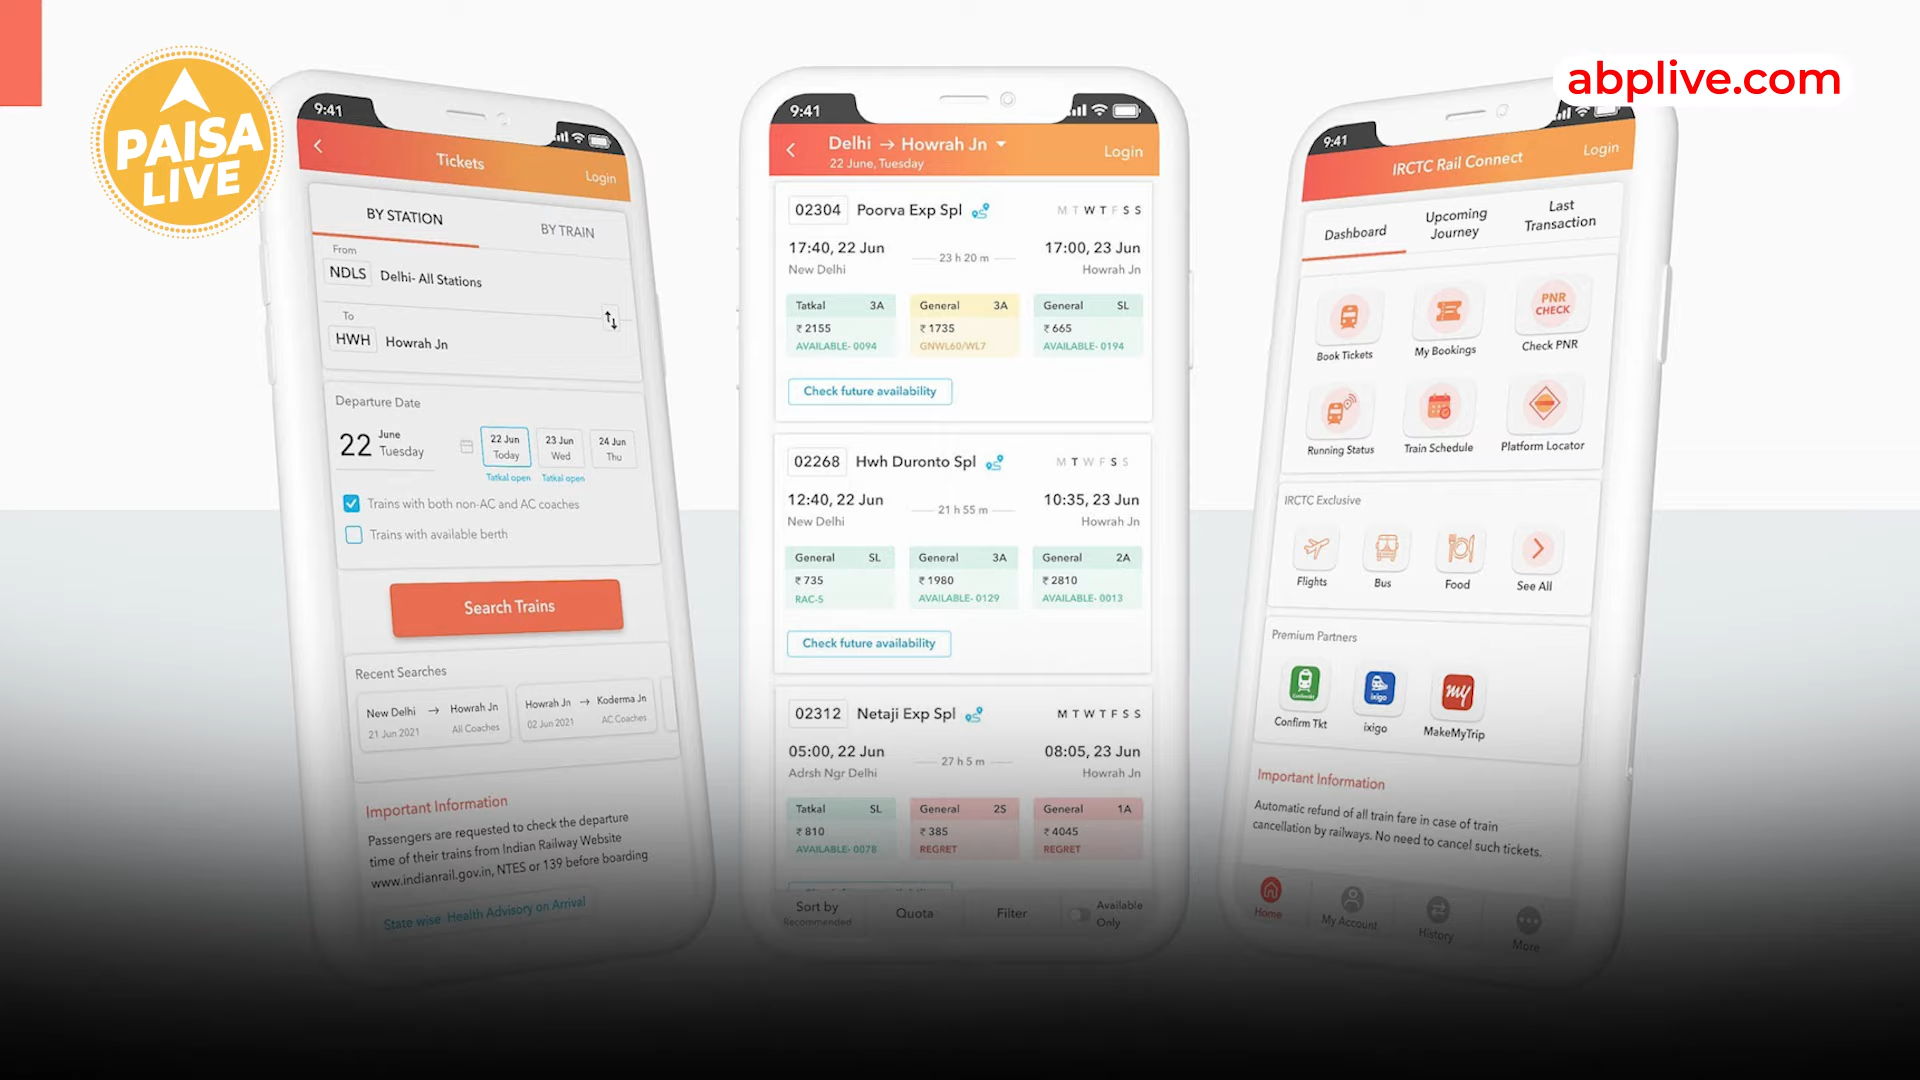 PAISA
LIVE
abplive.com
9:41
Tickets
Login
BY STATION
BY TRAIN
From
NDLS Delhi- All Stations
To
HWH Howrah Jn
Departure Date
22 June
Tuesday
22 Jun
Today
23 Jun
Wed
24 Jun
Thu
Tatkal open
Tatkal open
Trains with both non-AC and AC coaches
Trains with available berth
Search Trains
Recent Searches
New Delhi → Howrah Jn
21 Jun 2021 All Coaches
Howrah Jn → Koderma Jn
02 Jun 2021 AC Coaches
Important Information
Passengers are requested to check the departure
time of their trains from Indian Railway Website
www.indianrail.gov.in, NTES or 139 before boarding
State wise Health Advisory on Arrival
9:41
Delhi → Howrah Jn
22 June, Tuesday
Login
02304 Poorva Exp Spl M T W T F S S
17:40, 22 Jun 17:00, 23 Jun
New Delhi 23 h 20 m Howrah Jn
Tatkal 3A General 3A General SL
₹ 2155 ₹ 1735 ₹ 665
AVAILABLE- 0094 GNWL60/WL7 AVAILABLE- 0194
Check future availability
02268 Hwh Duronto Spl M T W F S S
12:40, 22 Jun 10:35, 23 Jun
New Delhi 21 h 55 m Howrah Jn
General SL General 3A General 2A
₹ 735 ₹ 1980 ₹ 2810
RAC-5 AVAILABLE- 0129 AVAILABLE- 0013
Check future availability
02312 Netaji Exp Spl M T W T F S S
05:00, 22 Jun 08:05, 23 Jun
Adrsh Ngr Delhi 27 h 5 m Howrah Jn
Tatkal SL General 2S General 1A
₹ 810 ₹ 385 ₹ 4045
AVAILABLE- 0078 REGRET REGRET
Sort by
Recommended
Quota
Filter
Available
Only
9:41
IRCTC Rail Connect
Login
Dashboard
Upcoming
Journey
Last
Transaction
PNR
CHECK
Book Tickets
My Bookings
Check PNR
Running Status
Train Schedule
Platform Locator
IRCTC Exclusive
Flights
Bus
Food
See All
Premium Partners
ixigo
my
Confirm Tkt
ixigo
MakeMyTrip
Important Information
Automatic refund of all train fare in case of train
cancellation by railways. No need to cancel such tickets.
Home
My Account
History
More